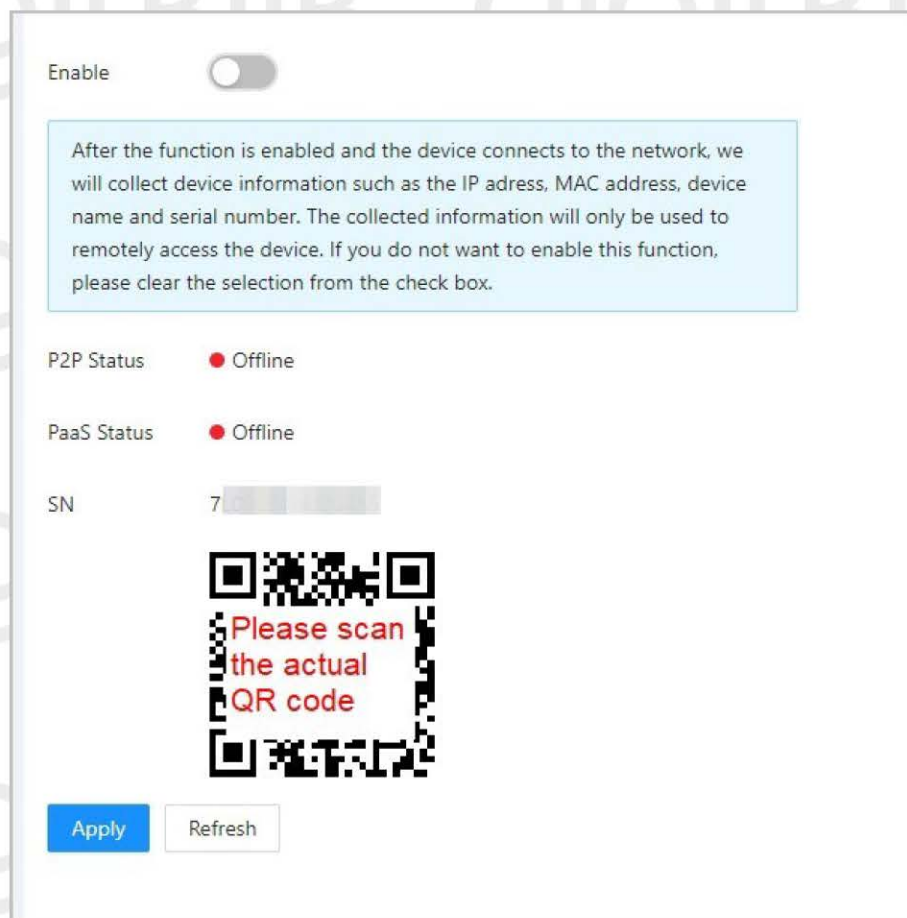 Enable
After the function is enabled and the device connects to the network, we
will collect device information such as the IP adress, MAC address, device
name and serial number. The collected information will only be used to
remotely access the device. If you do not want to enable this function,
please clear the selection from the check box.
P2P Status Offline
PaaS Status Offline
SN 7
Please scan
the actual
QR code
Apply Refresh